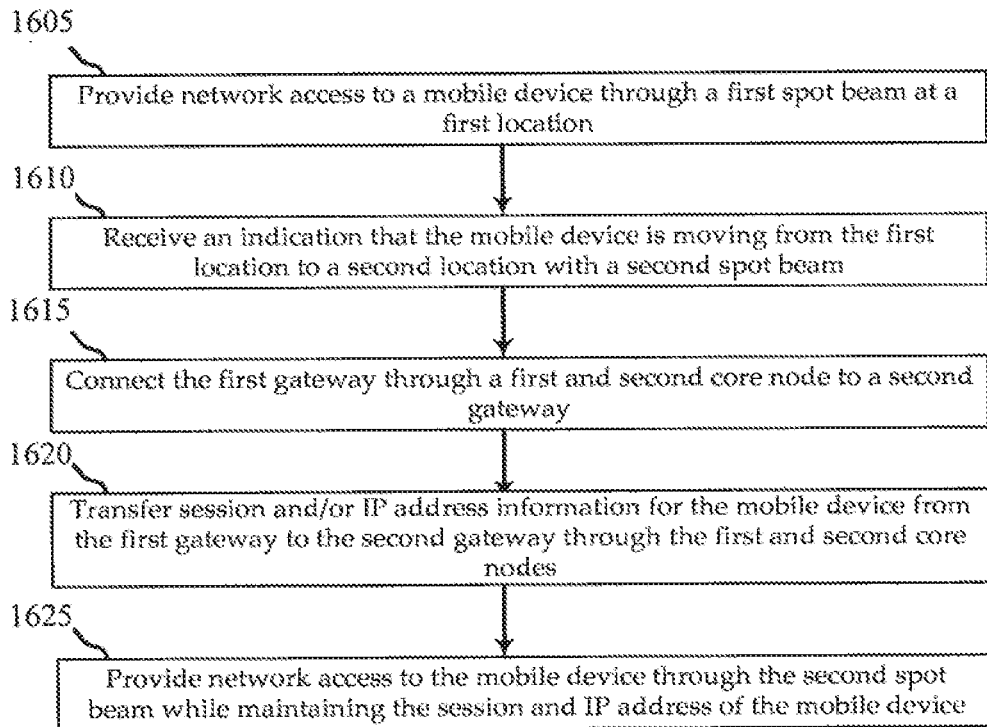 1605
Provide network access to a mobile device through a first spot beam at a
first location
1610
Receive an indication that the mobile device is moving from the first
location to a second location with a second spot beam
1615
Connect the first gateway through a first and second core node to a second
gateway
1620
Transfer session and/or IP address information for the mobile device from
the first gateway to the second gateway through the first and second core
nodes
1625
Provide network access to the mobile device through the second spot
beam while maintaining the session and IP address of the mobile device